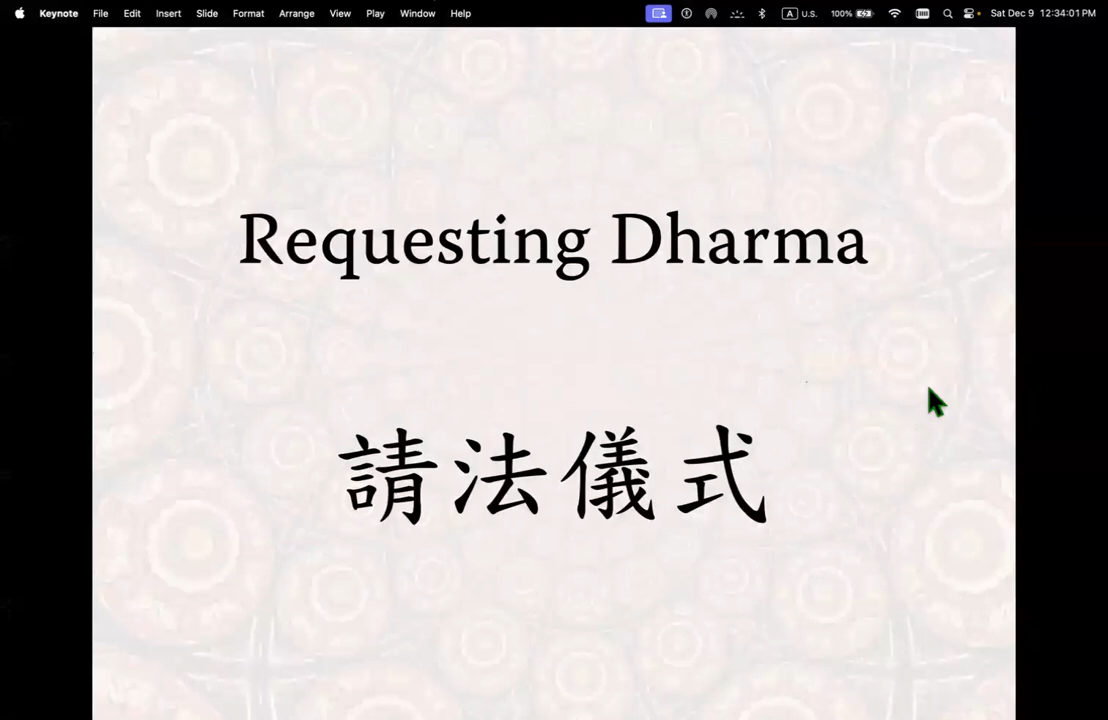 Keynote File Edit Insert Slide Format Arrange View Play Window Help A U.S. 100% Sat Dec 9 12:34:01 PM
Requesting Dharma
請法儀式